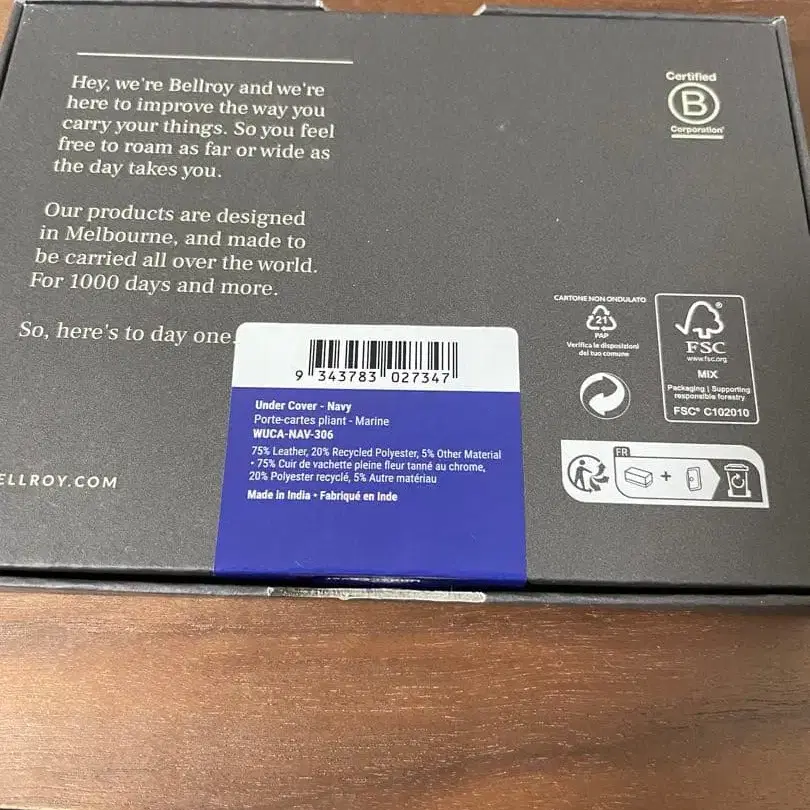 Hey, we're Bellroy and we're
here to improve the way you
carry your things. So you feel
free to roam as far or wide as
the day takes you.
Our products are designed
in Melbourne, and made to
be carried all over the world.
For 1000 days and more.
So, here's to day one.
ELLROY.COM
Certified
B
Corporation
CARTONE NON ONDULATO
21
PAP
Verifica le disposizioni
del tuo comune
FSC®
www.fsc.org
MIX
Packaging | Supporting
responsible forestry
FSC® C102010
FR
+
9 343783 027347
Under Cover - Navy
Porte-cartes pliant - Marine
WUCA-NAV-306
75% Leather, 20% Recycled Polyester, 5% Other Material
• 75% Cuir de vachette pleine fleur tanné au chrome,
20% Polyester recyclé, 5% Autre matériau
Made in India • Fabriqué en Inde